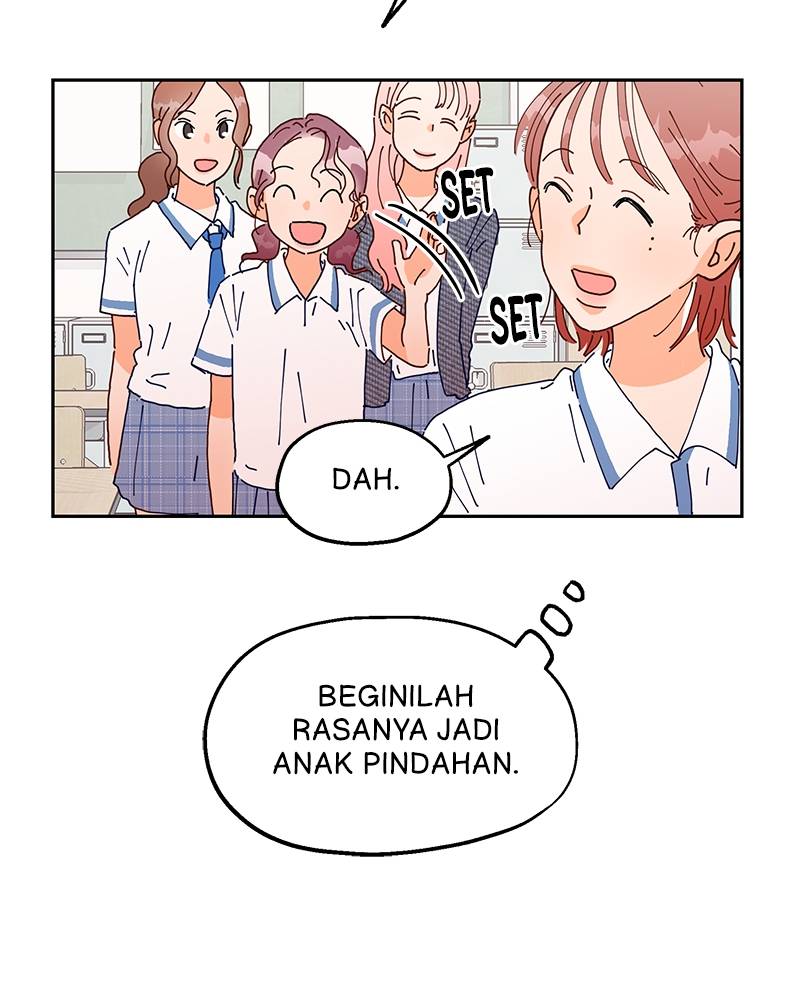 SET
SET
DAH.
BEGINILAH
RASANYA JADI
ANAK PINDAHAN.